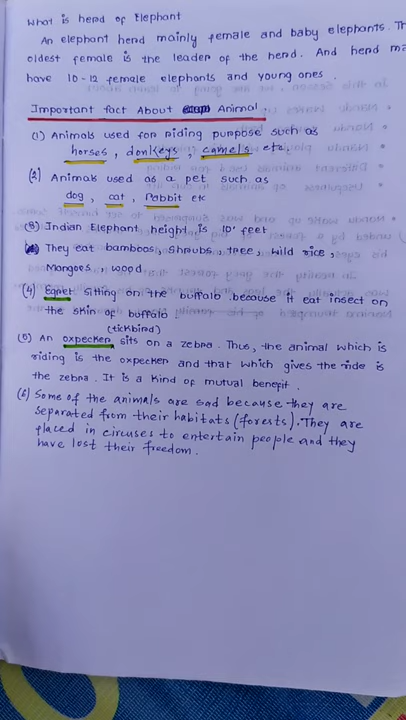 What is herd of Elephant
An elephant herd mainly female and baby elephants. Th
oldest female is the leader of the herd. And herd ma
have 10-12 female elephants and young ones.
Important fact About Animal.
(1) Animals used for riding purpose such as
horses, donkeys, camels etc.
(2) Animals used as a pet such as
dog, cat, Rabbit etc
(3) Indian Elephant height is 10' feet
They eat bamboos, shrubs, tree, wild rice,
Mangoes, wood
(4) Egret sitting on the buffalo because it eat insect on
the skin of buffalo.
(tickbird)
(5) An oxpecker sits on a zebra. Thus, the animal which is
riding is the oxpecker and that which gives the ride is
the zebra. It is a kind of mutual benefit.
(6) Some of the animals are sad because they are
separated from their habitats (forests). They are
placed in circuses to entertain people and they
have lost their freedom.